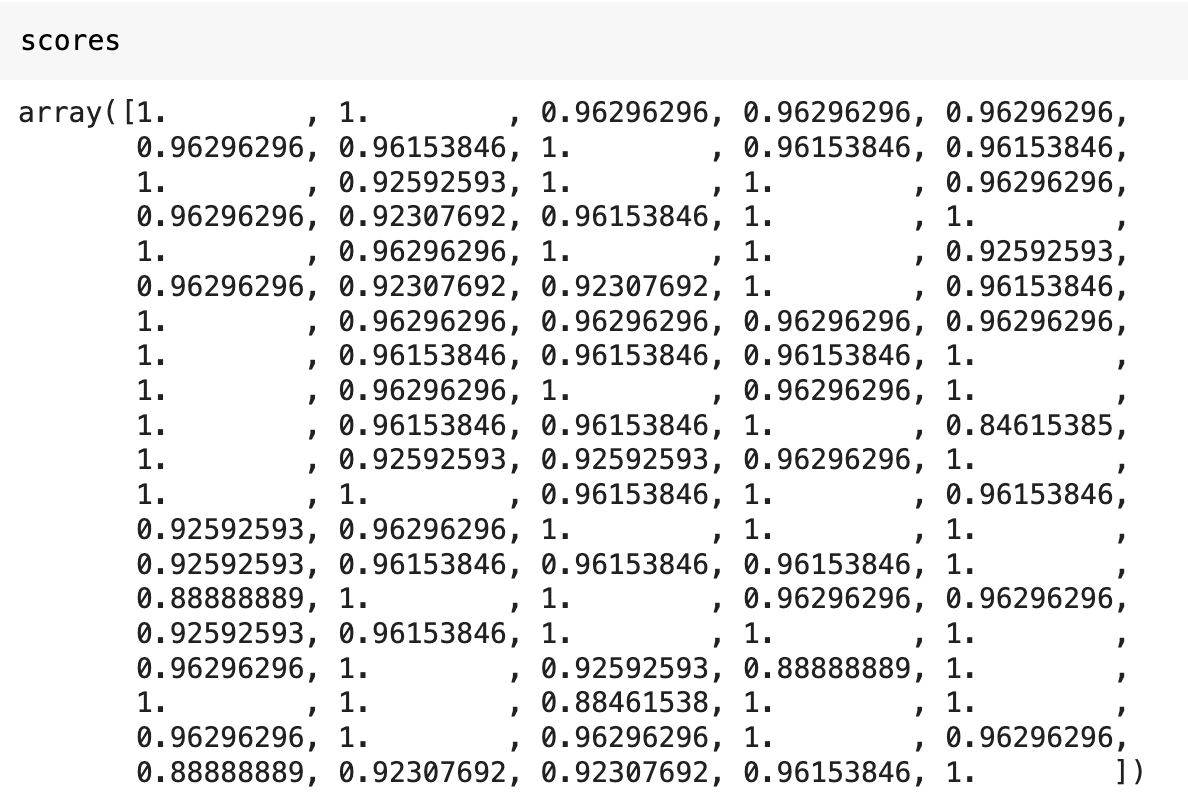 scores
array([1.        , 1.        , 0.96296296, 0.96296296, 0.96296296,
       0.96296296, 0.96153846, 1.        , 0.96153846, 0.96153846,
       1.        , 0.92592593, 1.        , 1.        , 0.96296296,
       0.96296296, 0.92307692, 0.96153846, 1.        , 1.        ,
       1.        , 0.96296296, 1.        , 1.        , 0.92592593,
       0.96296296, 0.92307692, 0.92307692, 1.        , 0.96153846,
       1.        , 0.96296296, 0.96296296, 0.96296296, 0.96296296,
       1.        , 0.96153846, 0.96153846, 0.96153846, 1.        ,
       1.        , 0.96296296, 1.        , 0.96296296, 1.        ,
       1.        , 0.96153846, 0.96153846, 1.        , 0.84615385,
       1.        , 0.92592593, 0.92592593, 0.96296296, 1.        ,
       1.        , 1.        , 0.96153846, 1.        , 0.96153846,
       0.92592593, 0.96296296, 1.        , 1.        , 1.        ,
       0.92592593, 0.96153846, 0.96153846, 0.96153846, 1.        ,
       0.88888889, 1.        , 1.        , 0.96296296, 0.96296296,
       0.92592593, 0.96153846, 1.        , 1.        , 1.        ,
       0.96296296, 1.        , 0.92592593, 0.88888889, 1.        ,
       1.        , 1.        , 0.88461538, 1.        , 1.        ,
       0.96296296, 1.        , 0.96296296, 1.        , 0.96296296,
       0.88888889, 0.92307692, 0.92307692, 0.96153846, 1.        ])